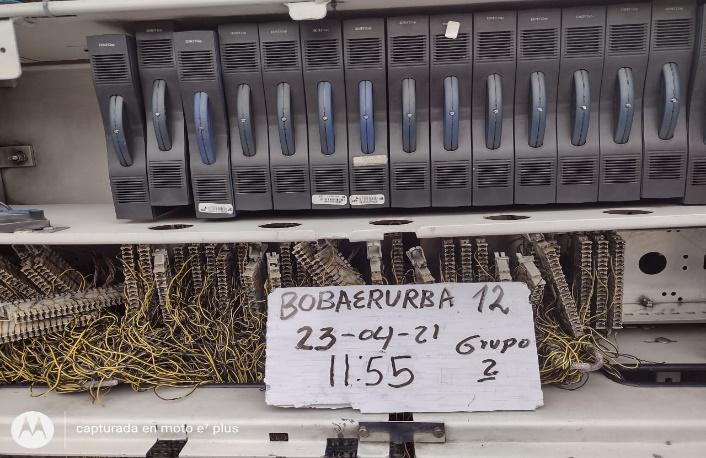 BOBAERURBA 12
23-04-21
11:55
Grupo
2
capturada en moto e⁷ plus